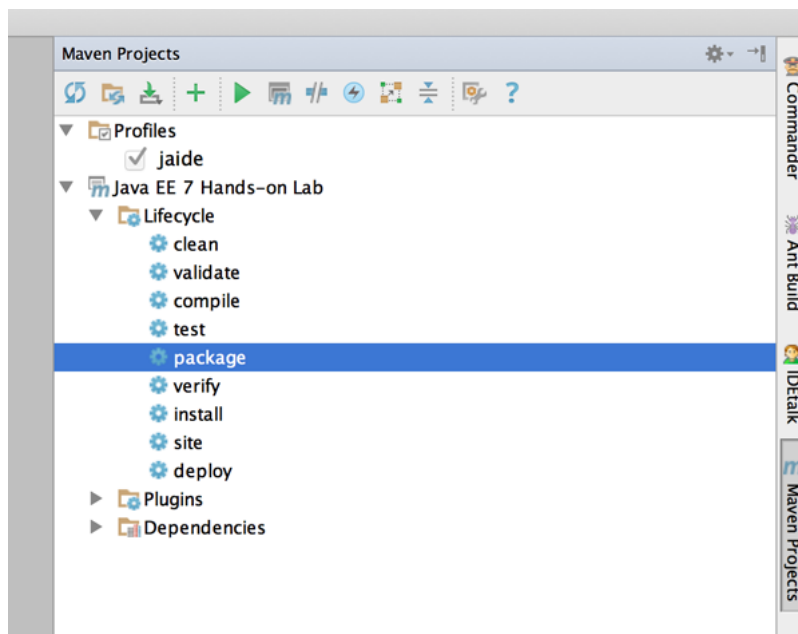 Maven Projects
Profiles
jaide
Java EE 7 Hands-on Lab
Lifecycle
clean
validate
compile
test
package
verify
install
site
deploy
Plugins
Dependencies
Commander
Ant Build
IDEtalk
Maven Projects